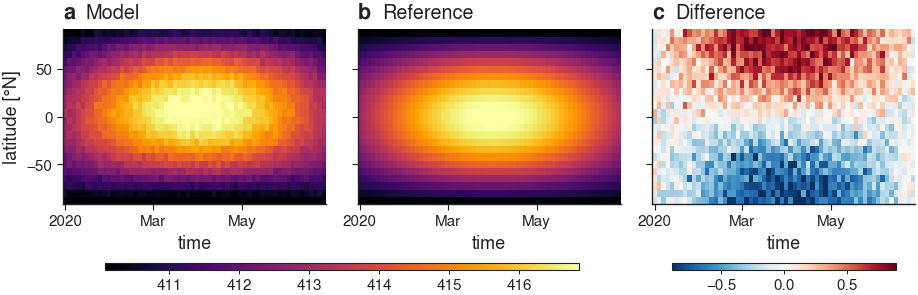 a Model
b Reference
c Difference
latitude [°N]
50
0
−50
2020 Mar May
time
2020 Mar May
time
2020 Mar May
time
411 412 413 414 415 416
−0.5 0.0 0.5